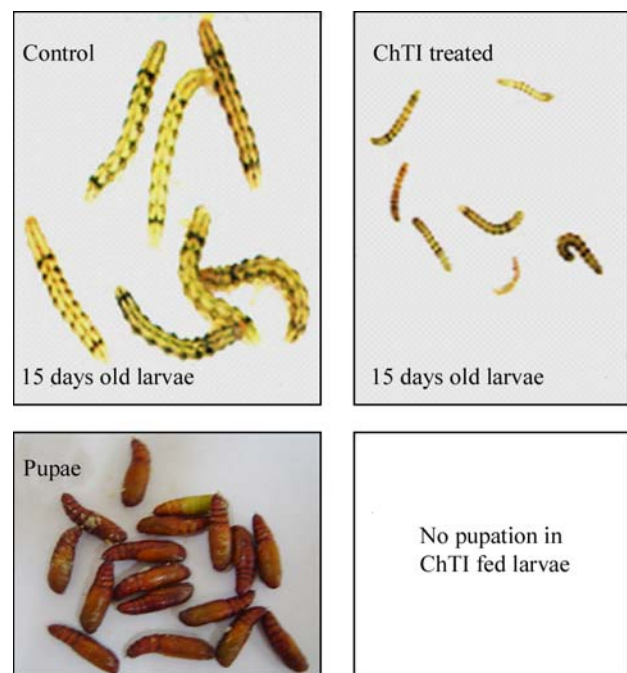 Control
ChTI treated
15 days old larvae
15 days old larvae
Pupae
No pupation in
ChTI fed larvae